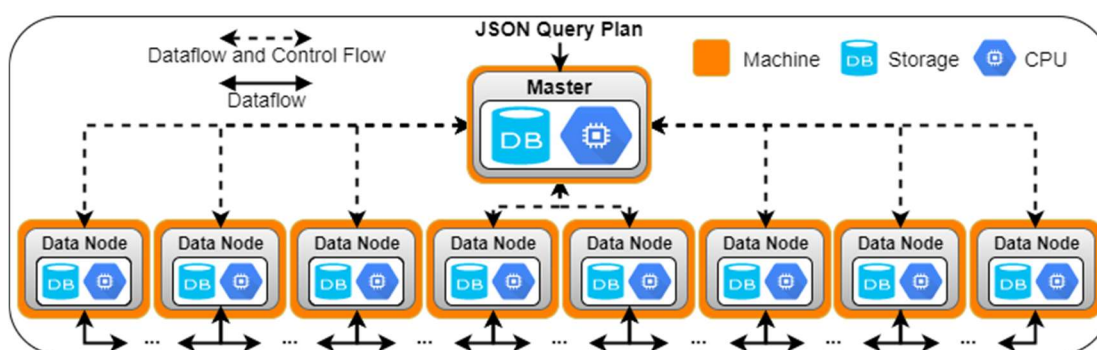 JSON Query Plan
Dataflow and Control Flow
Dataflow
Machine
DB Storage
CPU
Master
DB
Data Node Data Node Data Node Data Node Data Node Data Node Data Node Data Node
DB DB DB DB DB DB DB DB
... ... ... ... ... ... ...